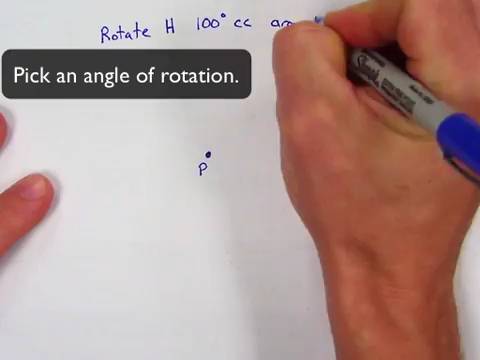 Rotate H 100° cc
Pick an angle of rotation.
P